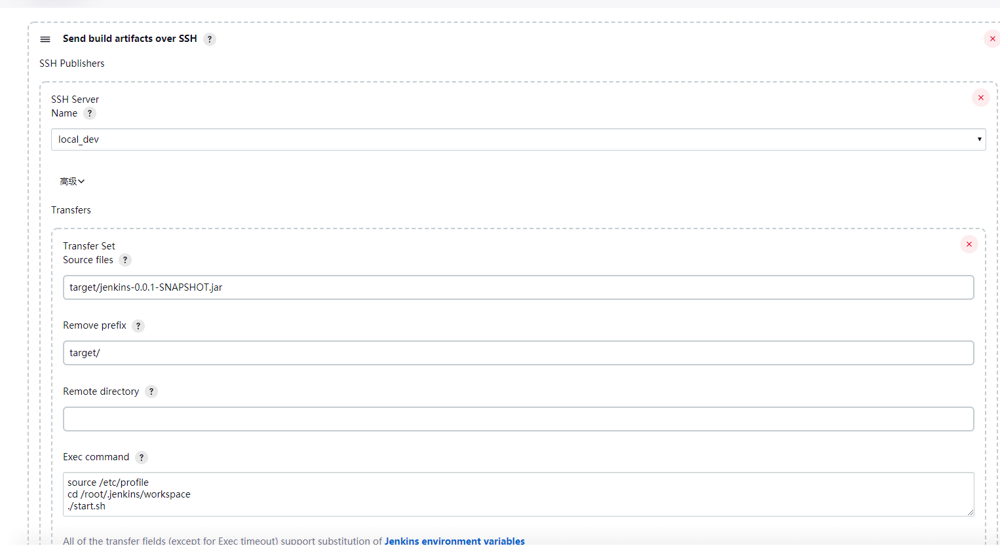 Send build artifacts over SSH ?
SSH Publishers
SSH Server
Name ?
local_dev
高级
Transfers
Transfer Set
Source files ?
target/jenkins-0.0.1-SNAPSHOT.jar
Remove prefix ?
target/
Remote directory ?
Exec command ?
source /etc/profile
cd /root/.jenkins/workspace
./start.sh
All of the transfer fields (except for Exec timeout) support substitution of Jenkins environment variables